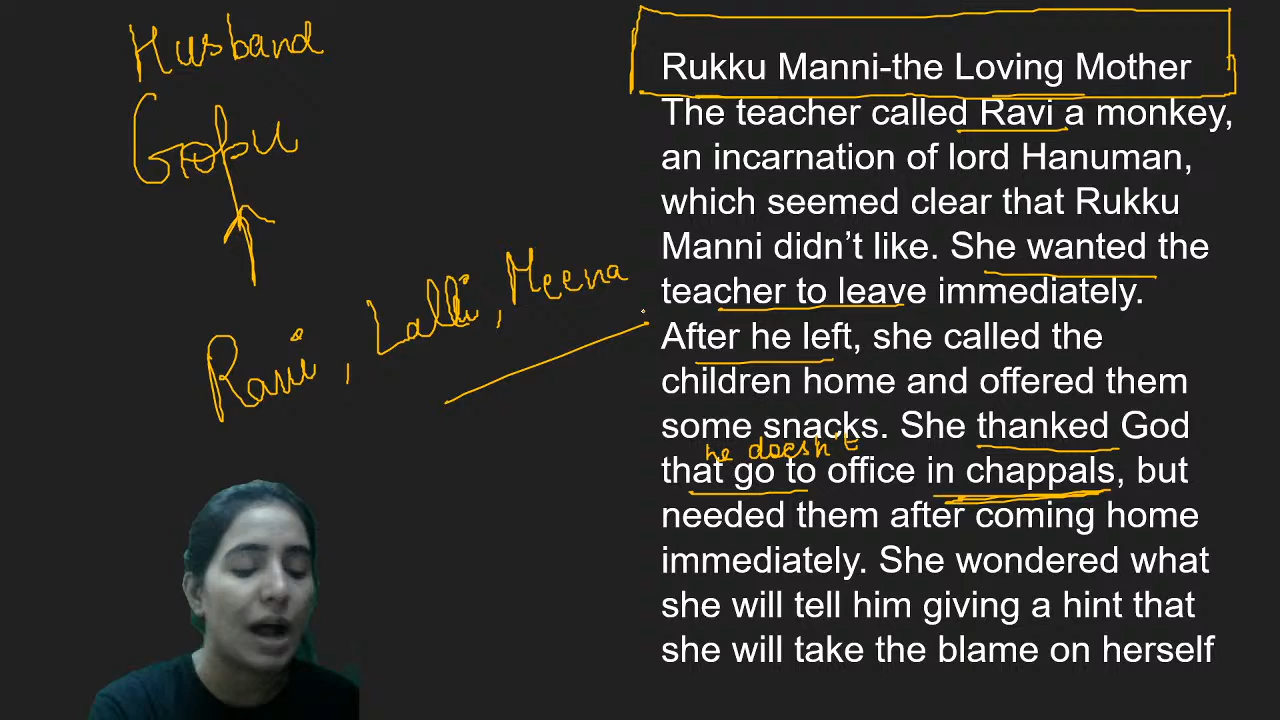 Husband
Gopu
Ravi, Lalli, Meena
Rukku Manni-the Loving Mother
The teacher called Ravi a monkey,
an incarnation of lord Hanuman,
which seemed clear that Rukku
Manni didn't like. She wanted the
teacher to leave immediately.
After he left, she called the
children home and offered them
some snacks. She thanked God
he doesn't
that go to office in chappals, but
needed them after coming home
immediately. She wondered what
she will tell him giving a hint that
she will take the blame on herself